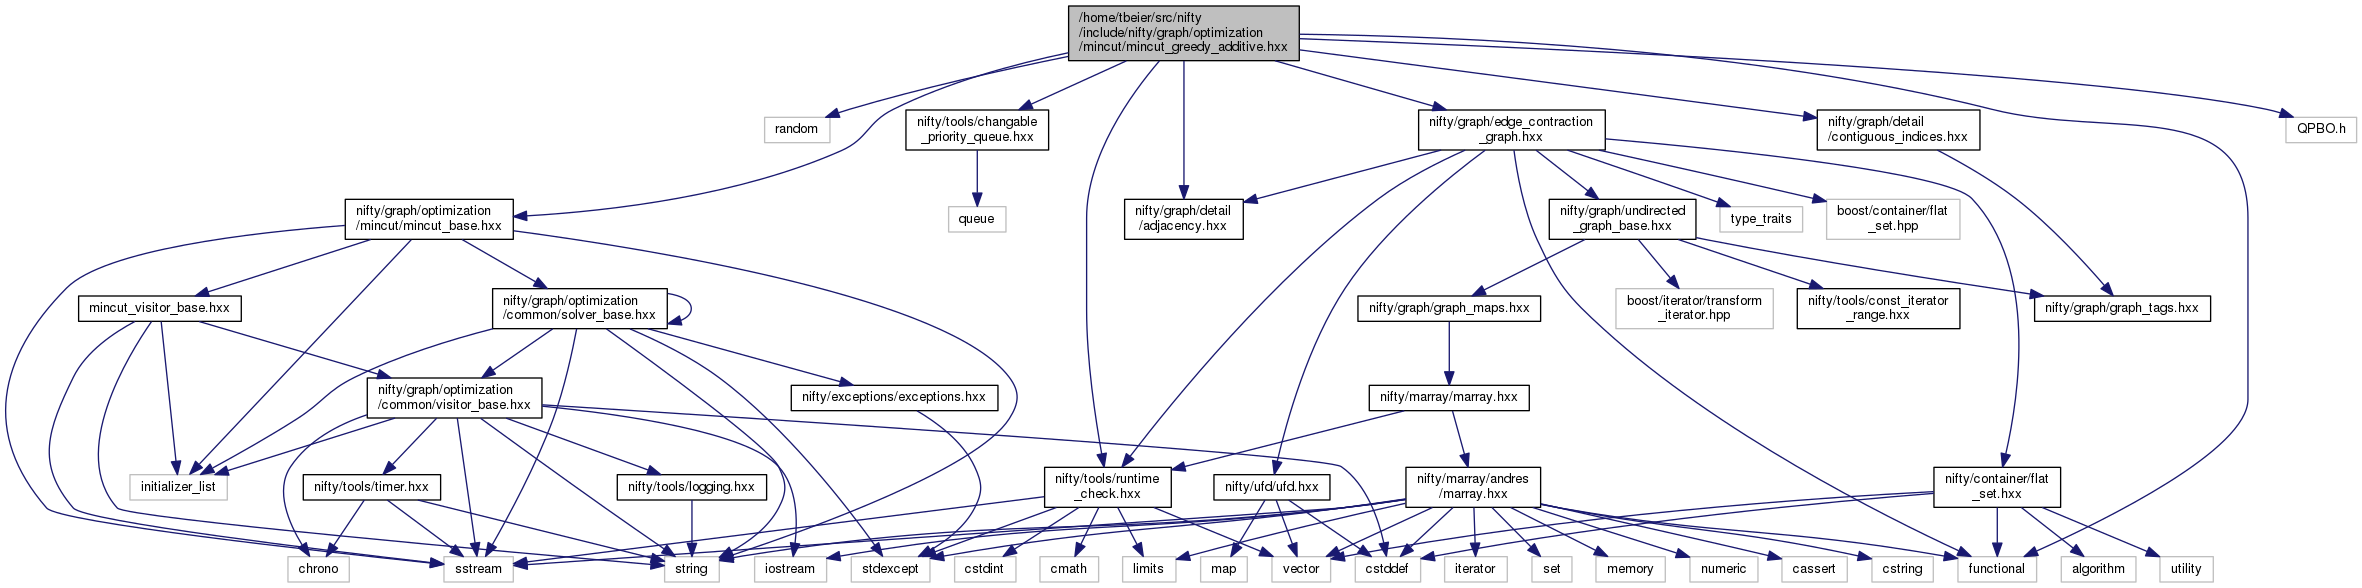 /home/tbeier/src/nifty
/include/nifty/graph/optimization
/mincut/mincut_greedy_additive.hxx
random
nifty/tools/changable
_priority_queue.hxx
nifty/graph/edge_contraction
_graph.hxx
nifty/graph/detail
/contiguous_indices.hxx
QPBO.h
nifty/graph/optimization
/mincut/mincut_base.hxx
queue
nifty/graph/detail
/adjacency.hxx
nifty/graph/undirected
_graph_base.hxx
type_traits
boost/container/flat
_set.hpp
mincut_visitor_base.hxx
nifty/graph/optimization
/common/solver_base.hxx
nifty/graph/graph_maps.hxx
boost/iterator/transform
_iterator.hpp
nifty/tools/const_iterator
_range.hxx
nifty/graph/graph_tags.hxx
nifty/graph/optimization
/common/visitor_base.hxx
nifty/exceptions/exceptions.hxx
nifty/marray/marray.hxx
initializer_list
nifty/tools/timer.hxx
nifty/tools/logging.hxx
nifty/tools/runtime
_check.hxx
nifty/ufd/ufd.hxx
nifty/marray/andres
/marray.hxx
nifty/container/flat
_set.hxx
chrono
sstream
string
iostream
stdexcept
cstdint
cmath
limits
map
vector
cstddef
iterator
set
memory
numeric
cassert
cstring
functional
algorithm
utility